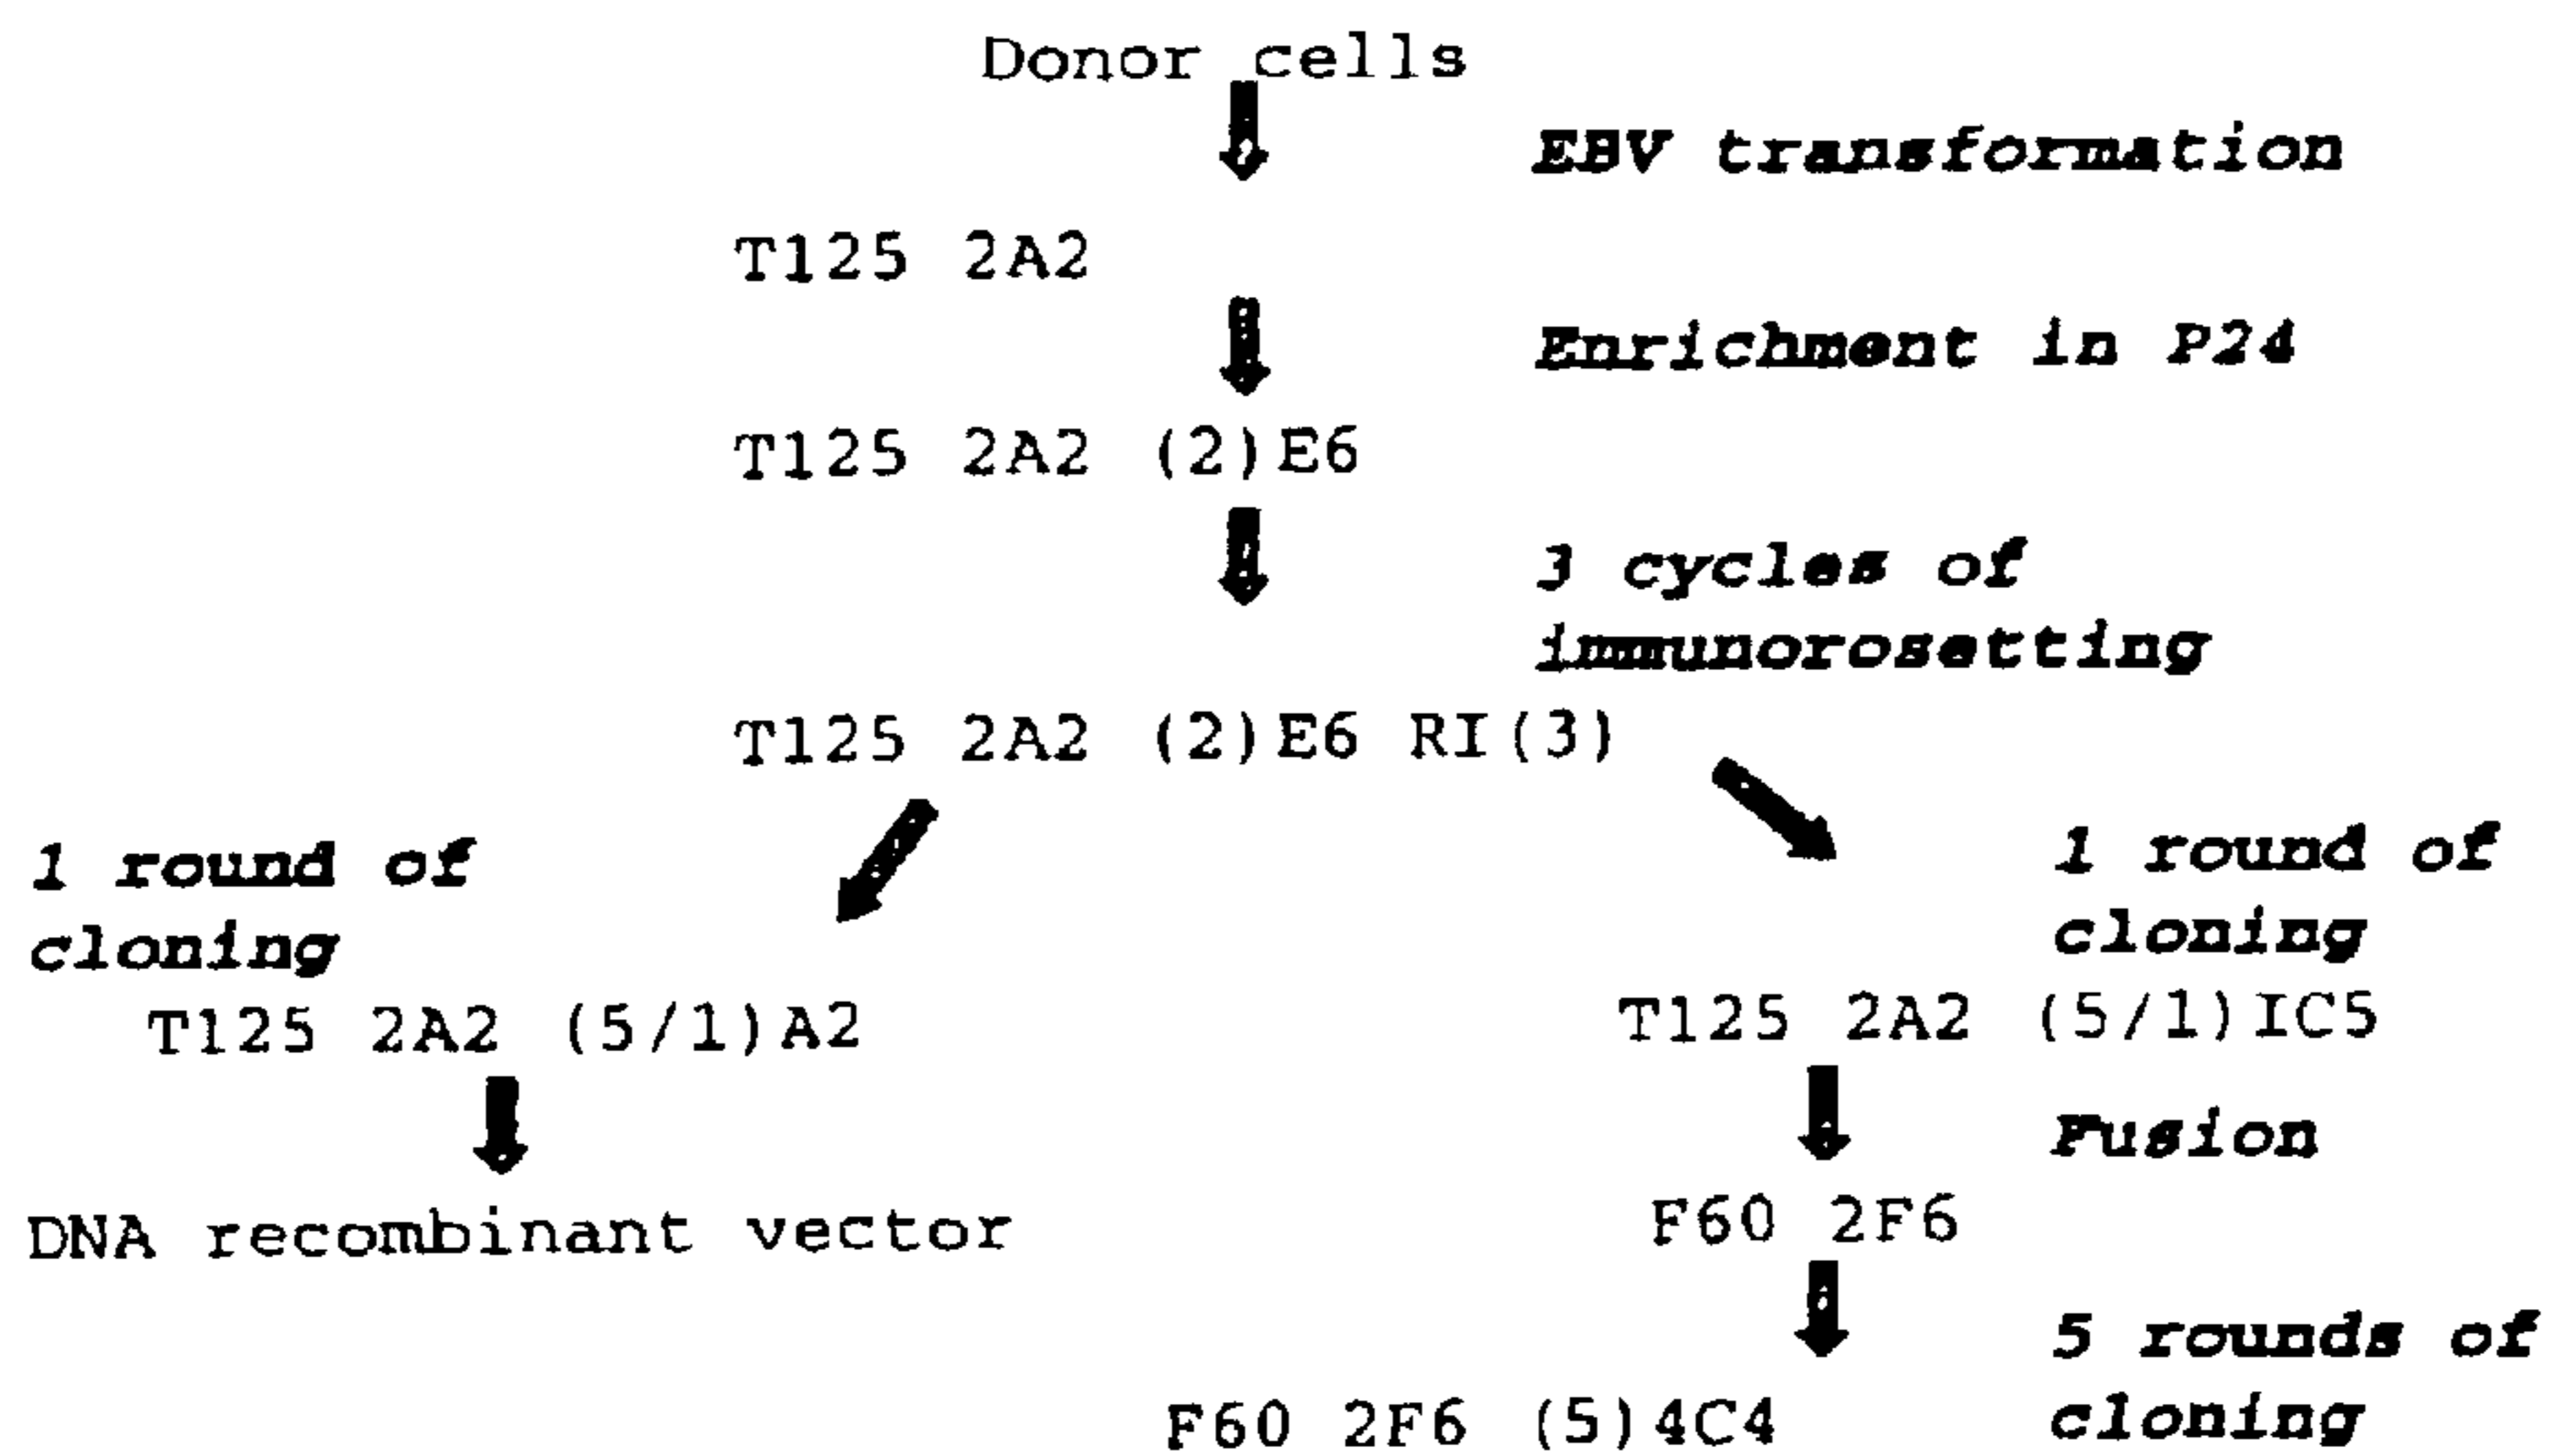 Donor cells
EBV transformation
T125 2A2
Enrichment in P24
T125 2A2 (2)E6
3 cycles of
immunorosetting
T125 2A2 (2)E6 RI(3)
1 round of
cloning
1 round of
cloning
T125 2A2 (5/1)A2
T125 2A2 (5/1)IC5
Fusion
DNA recombinant vector
F60 2F6
5 rounds of
cloning
F60 2F6 (5)4C4